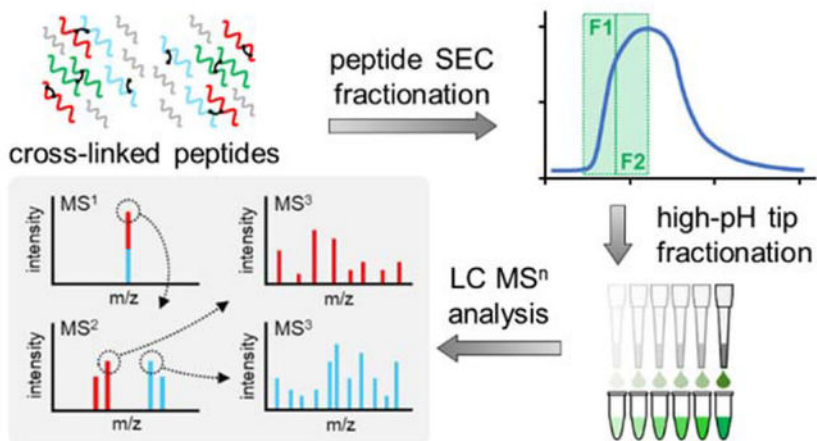 cross-linked peptides
peptide SEC
fractionation
F1
F2
high-pH tip
fractionation
LC MSⁿ
analysis
MS¹
intensity
m/z
MS²
intensity
m/z
MS³
intensity
m/z
MS³
intensity
m/z